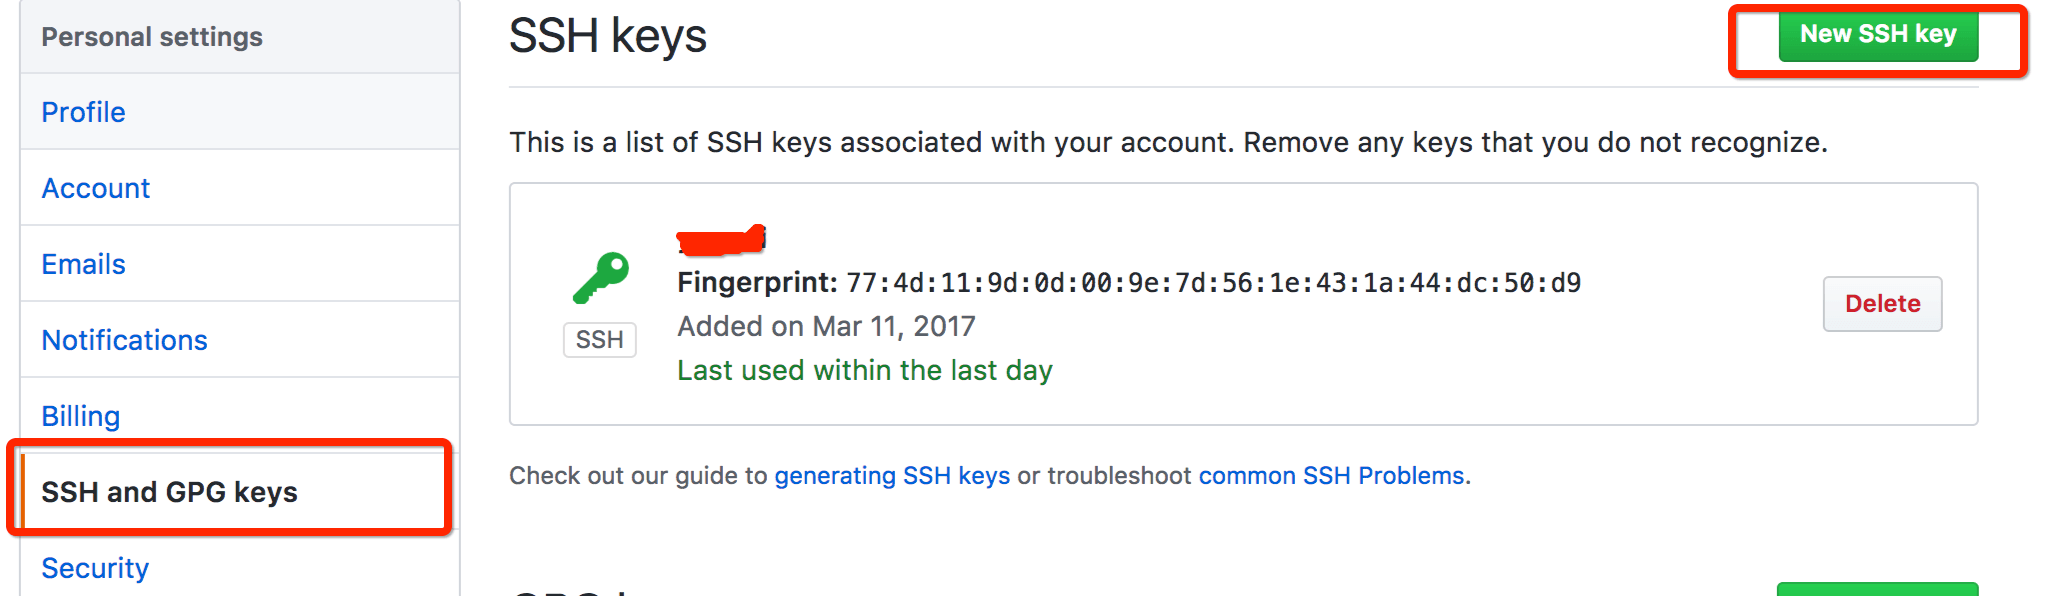 Personal settings
Profile
Account
Emails
Notifications
Billing
SSH and GPG keys
Security
SSH keys
New SSH key
This is a list of SSH keys associated with your account. Remove any keys that you do not recognize.
SSH
Fingerprint: 77:4d:11:9d:0d:00:9e:7d:56:1e:43:1a:44:dc:50:d9
Added on Mar 11, 2017
Last used within the last day
Delete
Check out our guide to generating SSH keys or troubleshoot common SSH Problems.